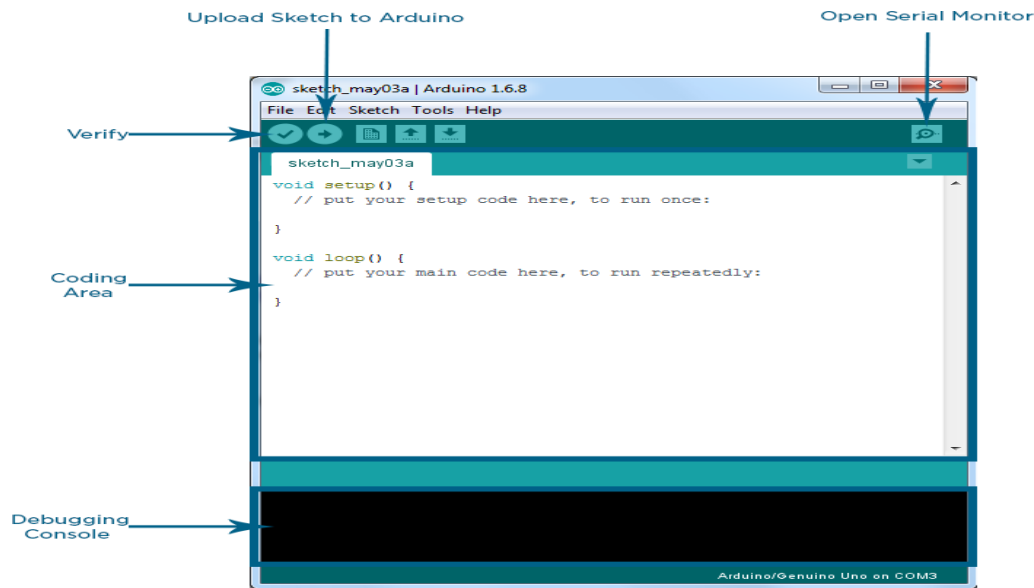 Upload Sketch to Arduino
Open Serial Monitor
sketch_may03a | Arduino 1.6.8
File Edit Sketch Tools Help
Verify
sketch_may03a
void setup() {
// put your setup code here, to run once:
}
void loop() {
// put your main code here, to run repeatedly:
}
Coding
Area
Debugging
Console
Arduino/Genuino Uno on COM3